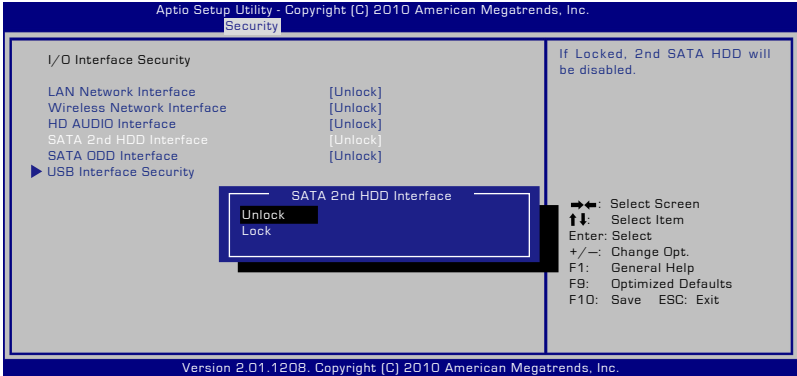 Aptio Setup Utility - Copyright (C) 2010 American Megatrends, Inc.
Security
I/O Interface Security
LAN Network Interface [Unlock]
Wireless Network Interface [Unlock]
HD AUDIO Interface [Unlock]
SATA 2nd HDD Interface [Unlock]
SATA ODD Interface [Unlock]
USB Interface Security
SATA 2nd HDD Interface
Unlock
Lock
If Locked, 2nd SATA HDD will
be disabled.
→←: Select Screen
↑↓: Select Item
Enter: Select
+/—: Change Opt.
F1: General Help
F9: Optimized Defaults
F10: Save ESC: Exit
Version 2.01.1208. Copyright (C) 2010 American Megatrends, Inc.